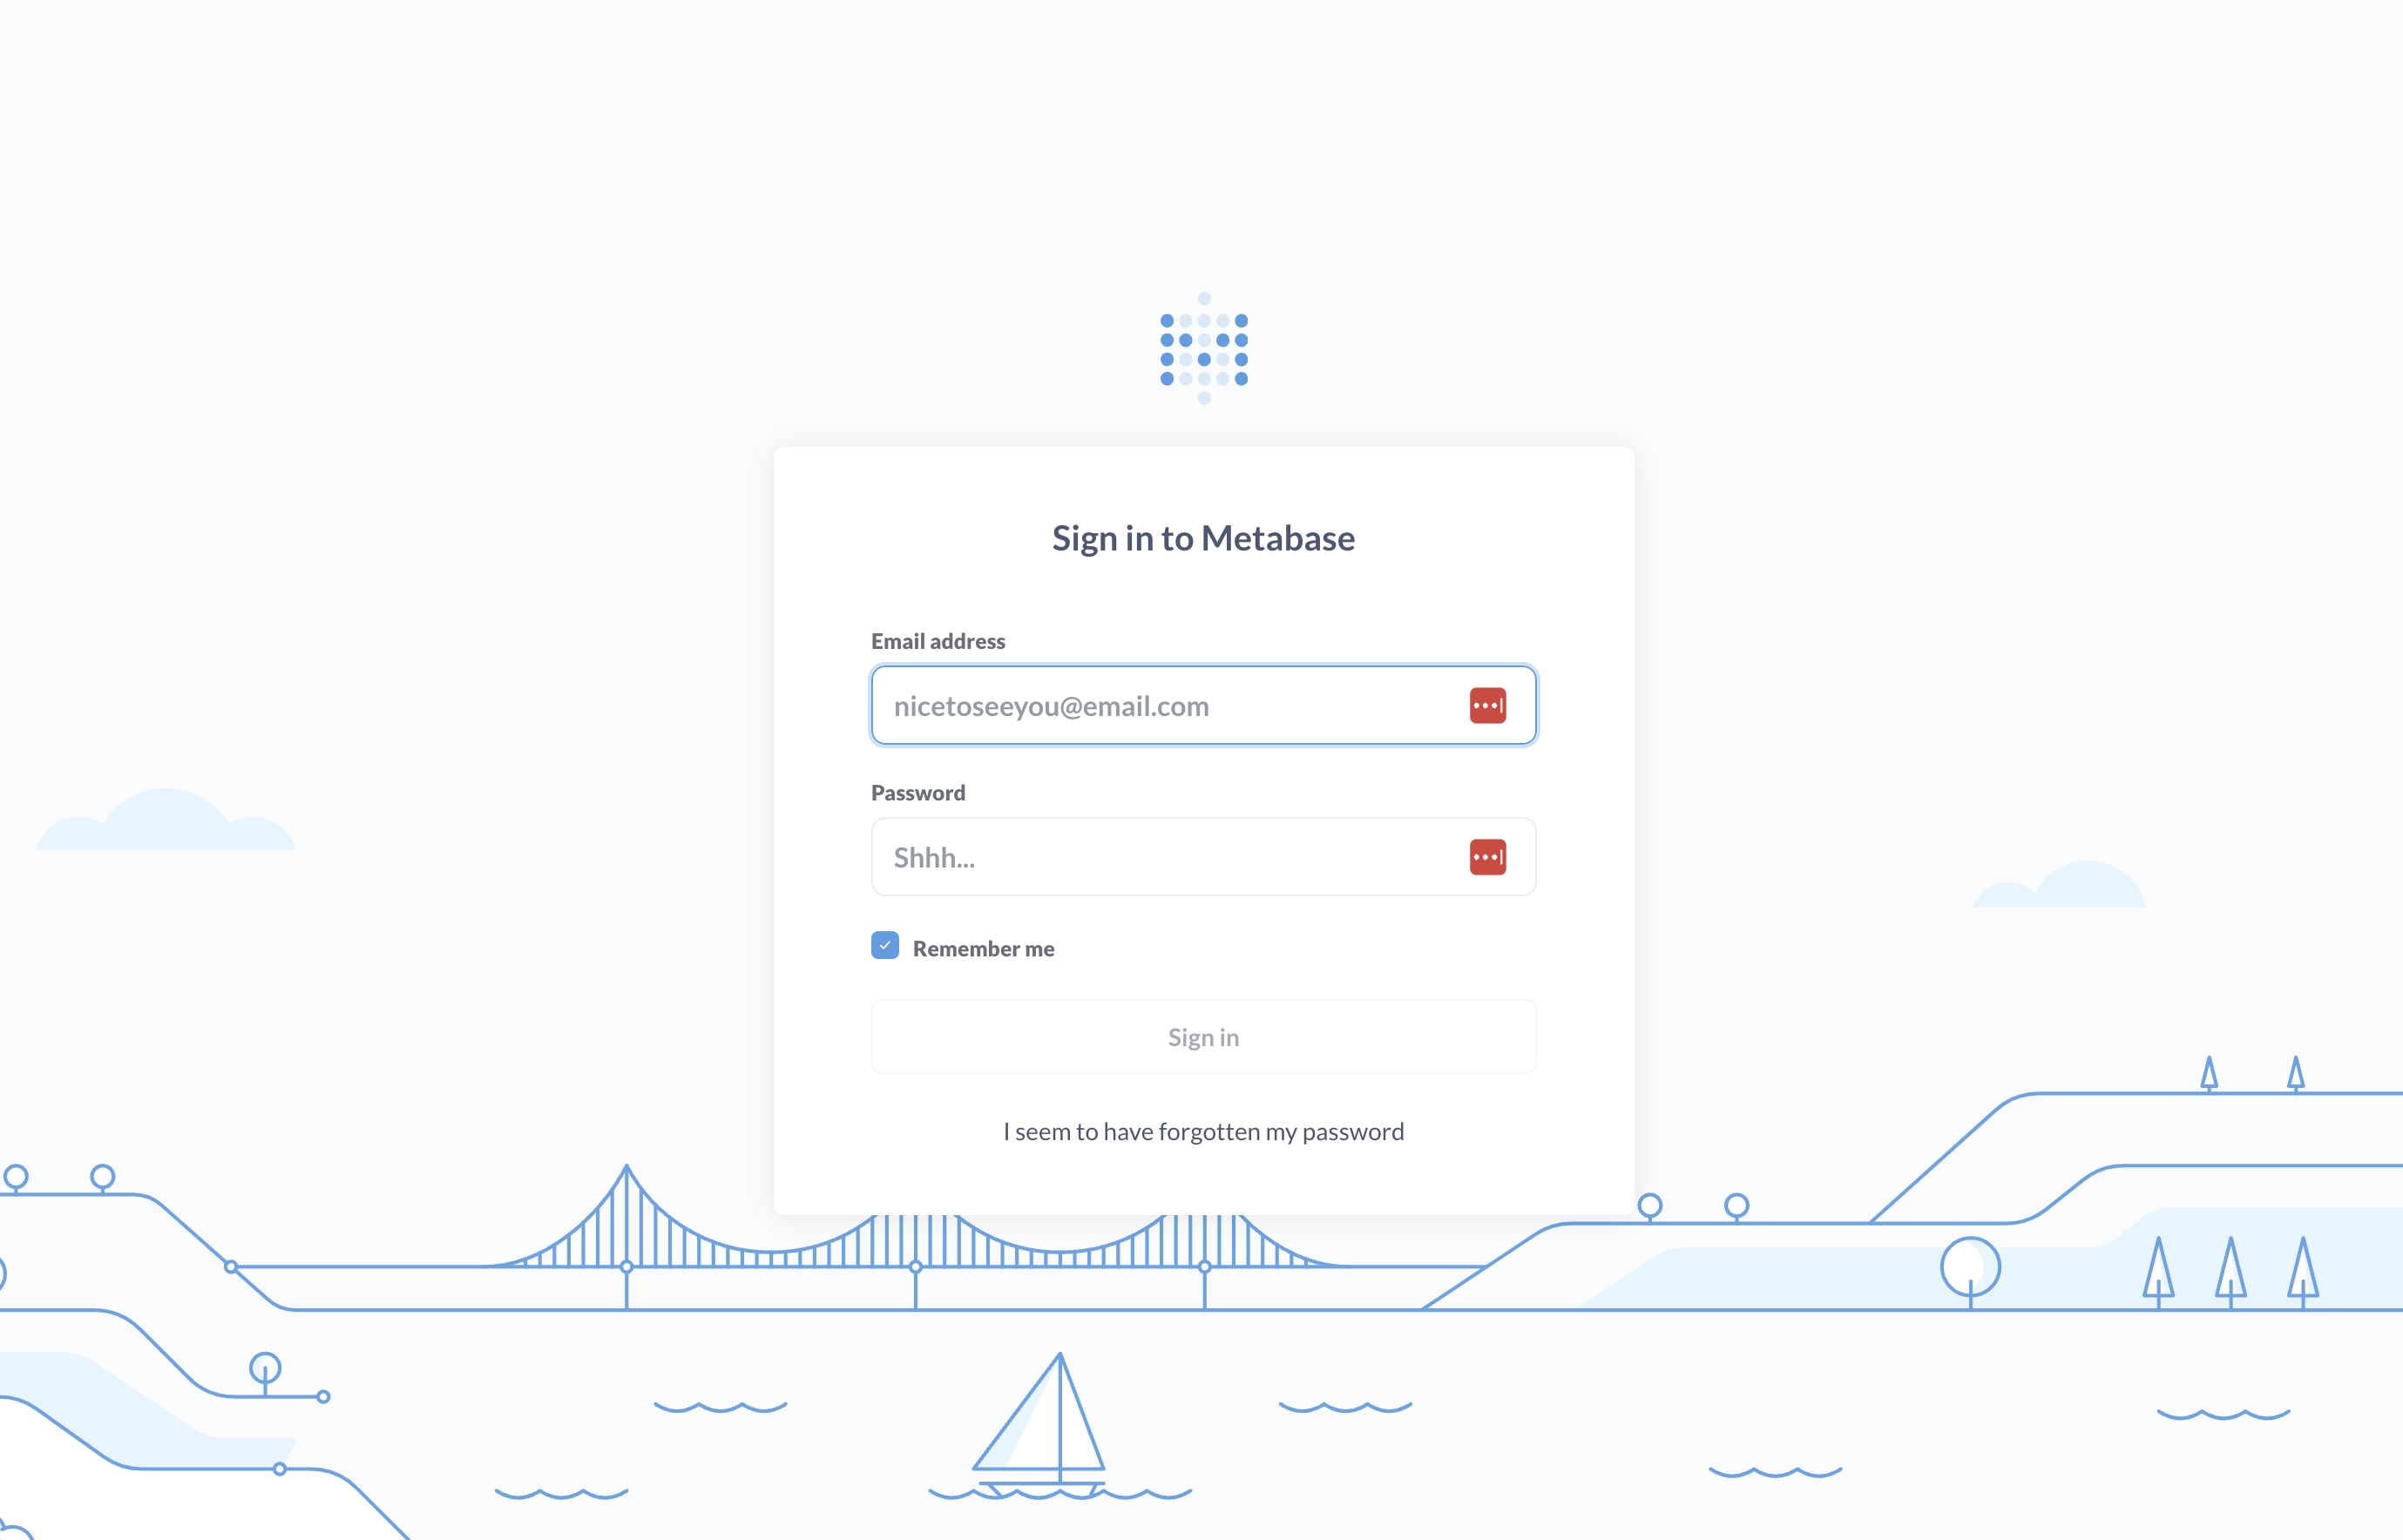 Sign in to Metabase
Email address
nicetoseeyou@email.com
Password
Shhh...
Remember me
Sign in
I seem to have forgotten my password